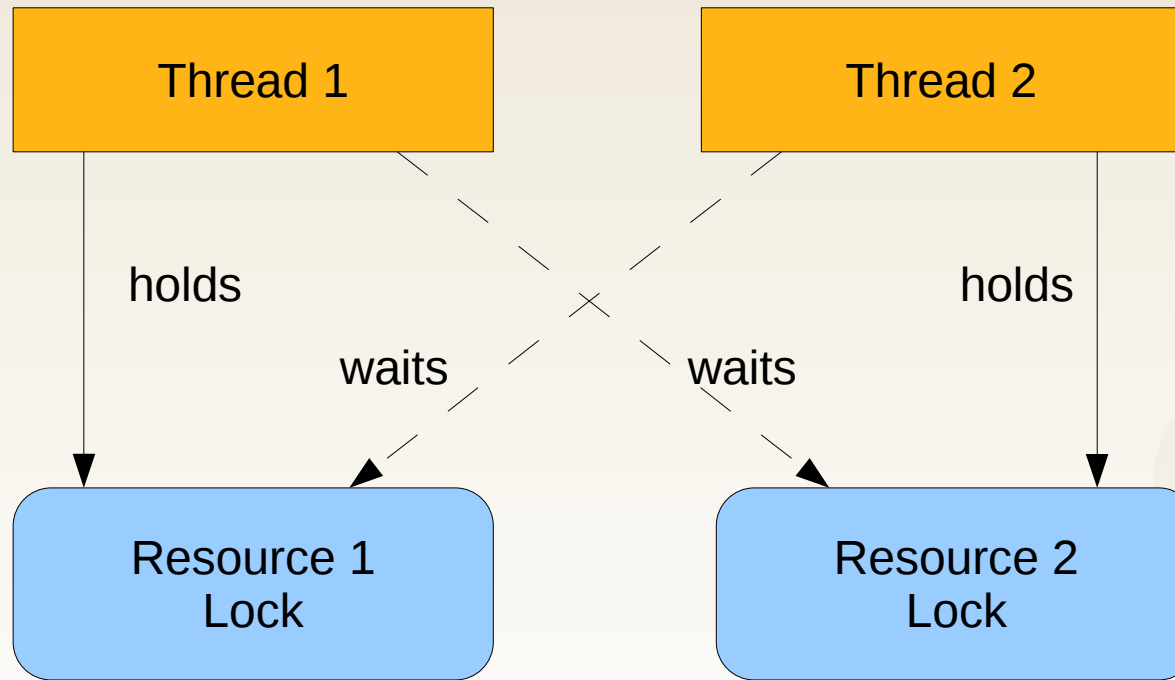 Thread 1
Thread 2
holds
holds
waits
waits
Resource 1
Lock
Resource 2
Lock